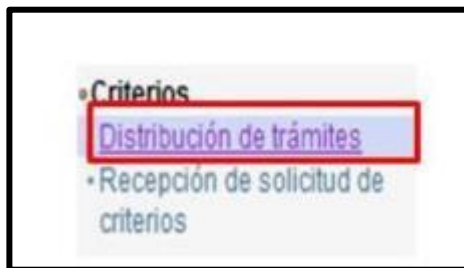 •Criterios
Distribución de trámites
• Recepción de solicitud de
criterios